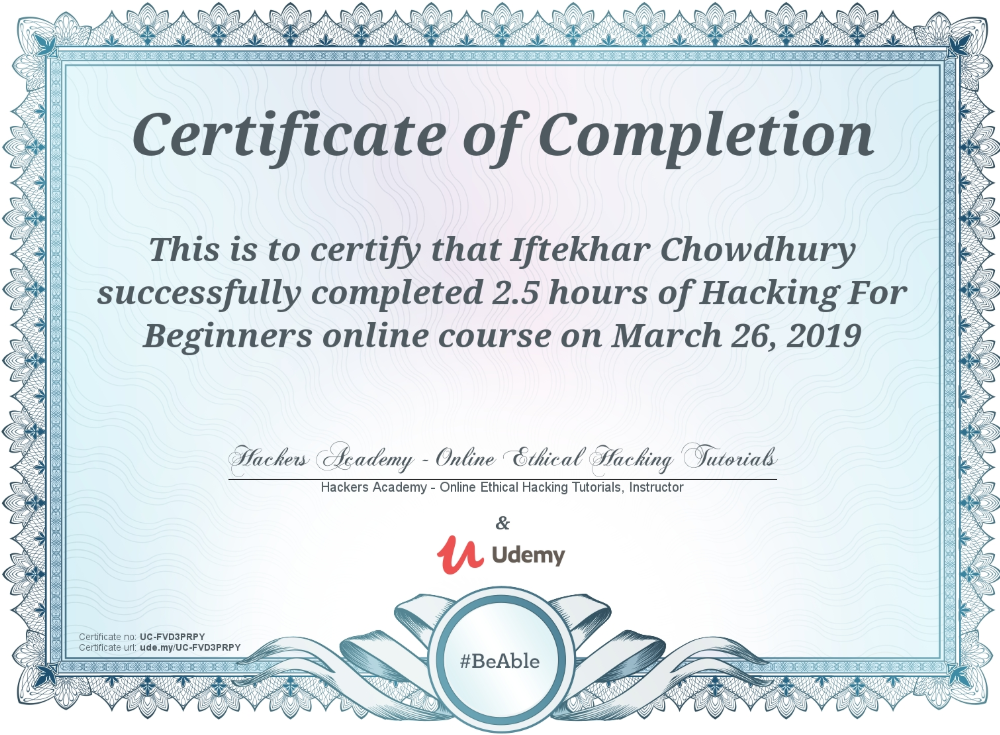 Certificate of Completion
This is to certify that Iftekhar Chowdhury
successfully completed 2.5 hours of Hacking For
Beginners online course on March 26, 2019
Hackers Academy - Online Ethical Hacking Tutorials
Hackers Academy - Online Ethical Hacking Tutorials, Instructor
&
Udemy
Certificate no: UC-FVD3PRPY
Certificate url: ude.my/UC-FVD3PRPY
#BeAble